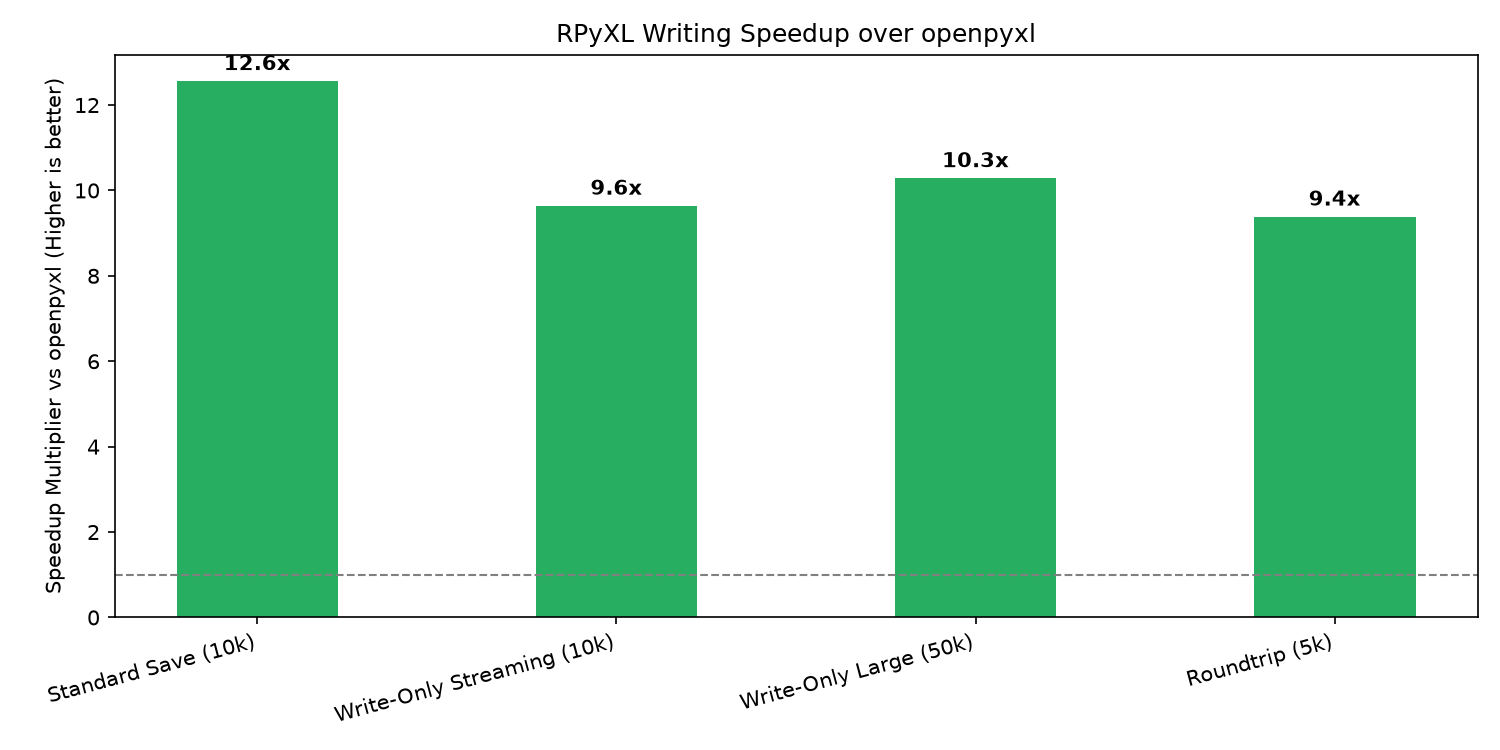 RPyXL Writing Speedup over openpyxl
Speedup Multiplier vs openpyxl (Higher is better)
12
10
8
6
4
2
0
12.6x
9.6x
10.3x
9.4x
Standard Save (10k)
Write-Only Streaming (10k)
Write-Only Large (50k)
Roundtrip (5k)